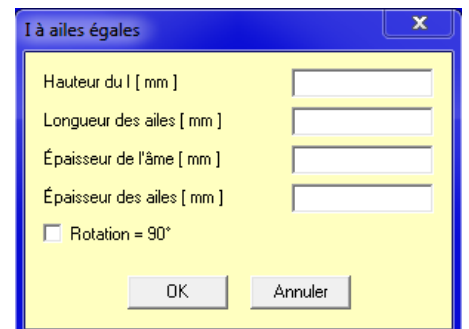 I à ailes égales
x
Hauteur du I [ mm ]
Longueur des ailes [ mm ]
Épaisseur de l'âme [ mm ]
Épaisseur des ailes [ mm ]
Rotation = 90°
OK
Annuler